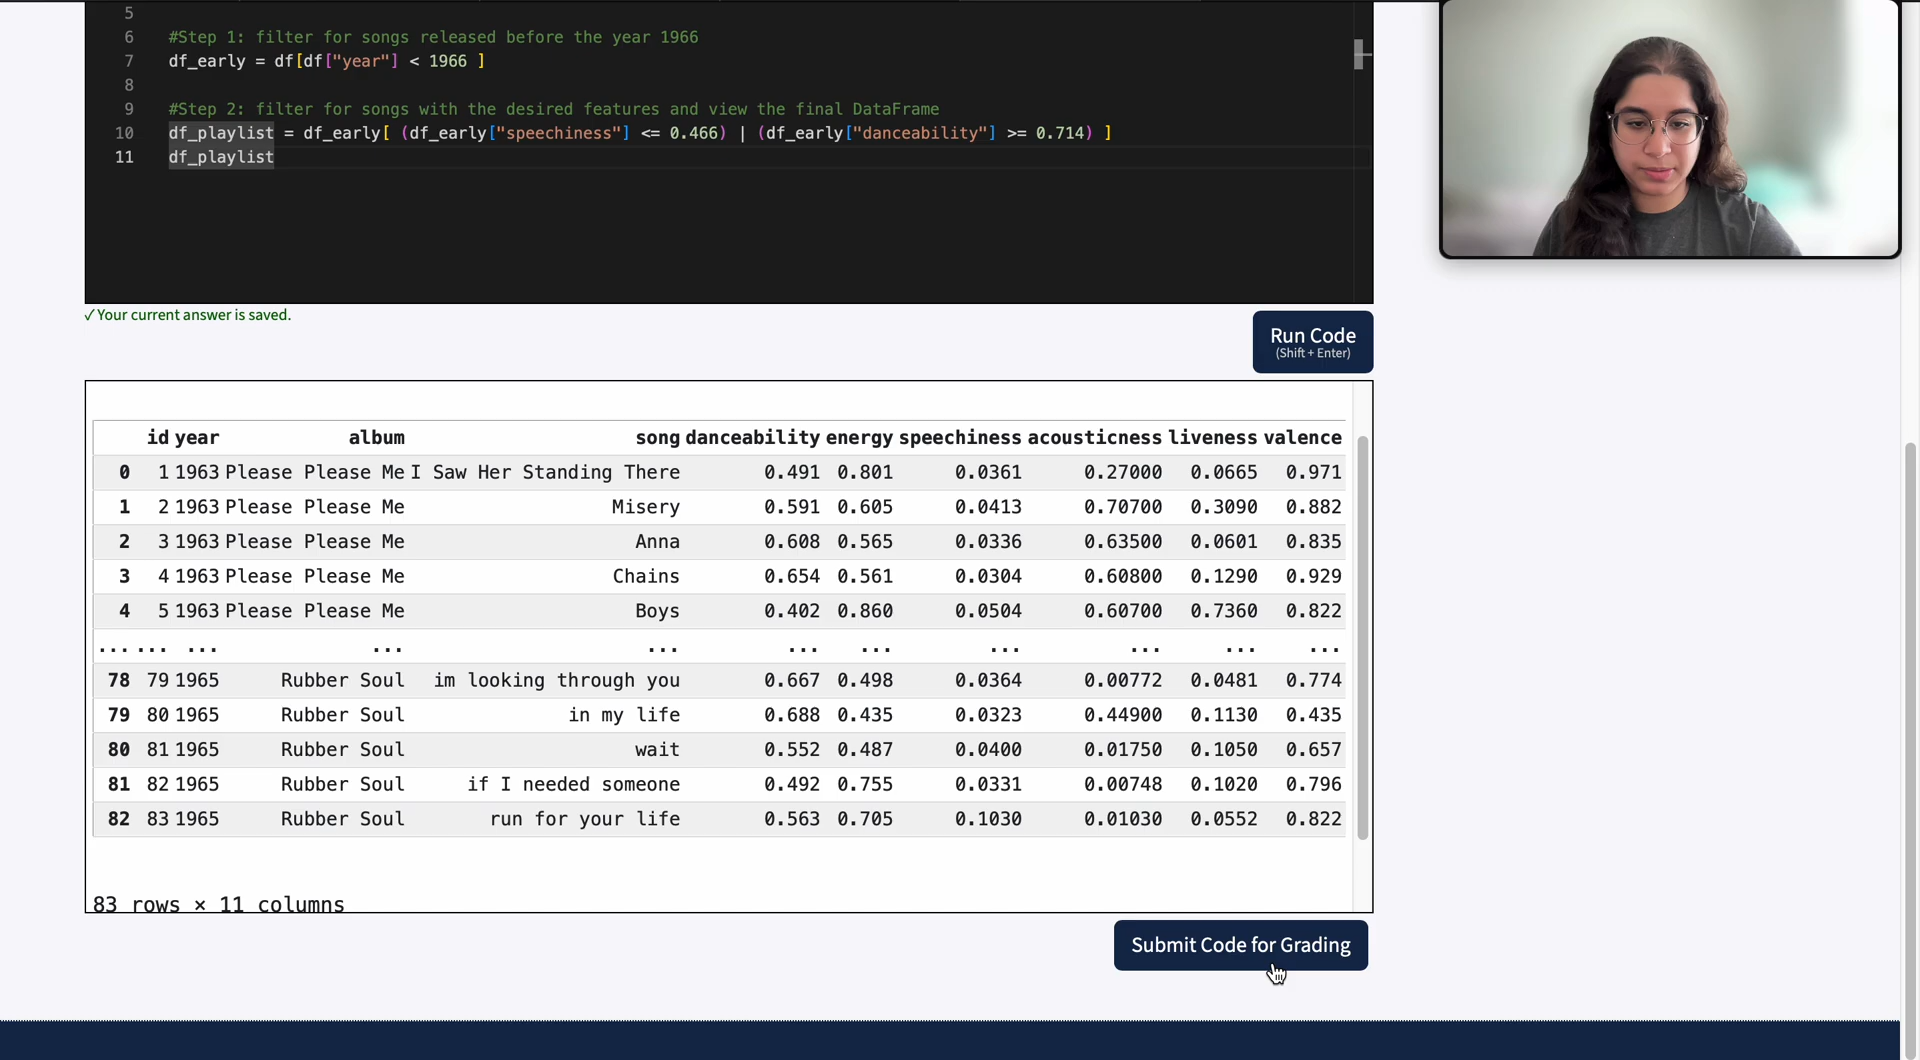 5
6 #Step 1: filter for songs released before the year 1966
7 df_early = df[df["year"] < 1966 ]
8
9 #Step 2: filter for songs with the desired features and view the final DataFrame
10 df_playlist = df_early[ (df_early["speechiness"] <= 0.466) | (df_early["danceability"] >= 0.714) ]
11 df_playlist
✓Your current answer is saved.
Run Code
(Shift + Enter)
id year album song danceability energy speechiness acousticness liveness valence
0 1 1963 Please Please Me I Saw Her Standing There 0.491 0.801 0.0361 0.27000 0.0665 0.971
1 2 1963 Please Please Me Misery 0.591 0.605 0.0413 0.70700 0.3090 0.882
2 3 1963 Please Please Me Anna 0.608 0.565 0.0336 0.63500 0.0601 0.835
3 4 1963 Please Please Me Chains 0.654 0.561 0.0304 0.60800 0.1290 0.929
4 5 1963 Please Please Me Boys 0.402 0.860 0.0504 0.60700 0.7360 0.822
... ... ... ... ... ... ... ... ... ... ...
78 79 1965 Rubber Soul im looking through you 0.667 0.498 0.0364 0.00772 0.0481 0.774
79 80 1965 Rubber Soul in my life 0.688 0.435 0.0323 0.44900 0.1130 0.435
80 81 1965 Rubber Soul wait 0.552 0.487 0.0400 0.01750 0.1050 0.657
81 82 1965 Rubber Soul if I needed someone 0.492 0.755 0.0331 0.00748 0.1020 0.796
82 83 1965 Rubber Soul run for your life 0.563 0.705 0.1030 0.01030 0.0552 0.822
83 rows × 11 columns
Submit Code for Grading